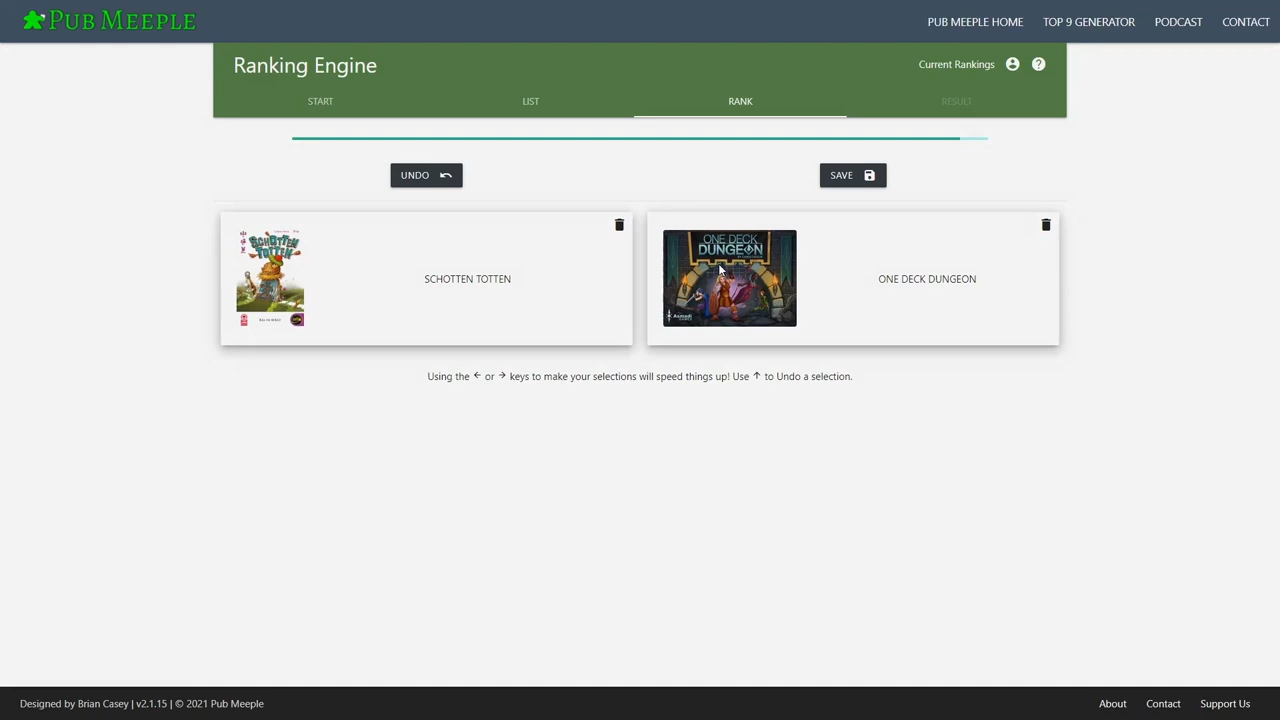 PUB MEEPLE
PUB MEEPLE HOME TOP 9 GENERATOR PODCAST CONTACT
Ranking Engine
Current Rankings
START LIST RANK RESULT
UNDO SAVE
SCHOTTEN TOTTEN
SCHOTTEN TOTTEN
ONE DECK DUNGEON
Asmadi GAMES
ONE DECK DUNGEON
Using the ← or → keys to make your selections will speed things up! Use ↑ to Undo a selection.
Designed by Brian Casey | v2.1.15 | © 2021 Pub Meeple
About Contact Support Us